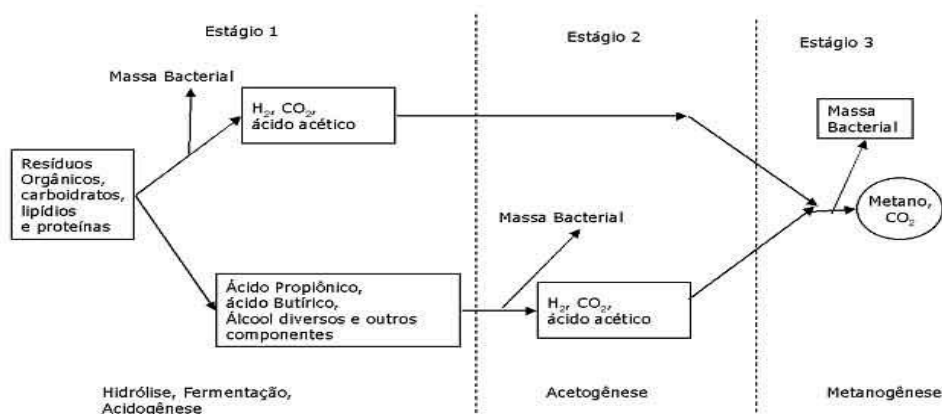 Estágio 1
Estágio 2
Estágio 3
Massa Bacterial
H₂, CO₂,
ácido acético
Massa
Bacterial
Resíduos
Orgânicos,
carboidratos,
lipídios
e proteínas
Massa Bacterial
Metano,
CO₂
Ácido Propiônico,
ácido Butírico,
Álcool diversos e outros
componentes
H₂, CO₂,
ácido acético
Hidrólise, Fermentação,
Acidogênese
Acetogênese
Metanogênese